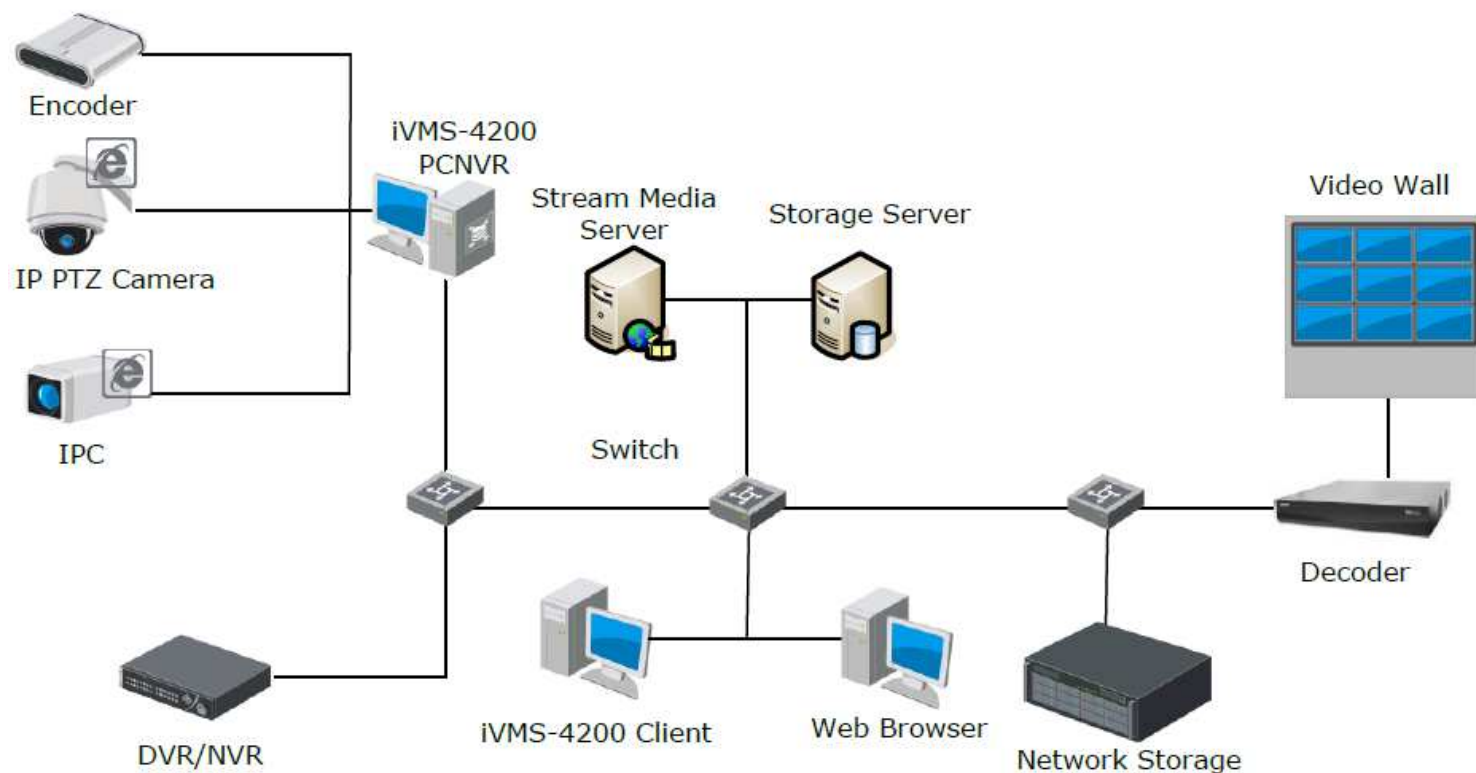 Encoder
iVMS-4200
PCNVR
IP PTZ Camera
IPC
Stream Media
Server
Storage Server
Video Wall
Switch
Decoder
DVR/NVR
iVMS-4200 Client
Web Browser
Network Storage